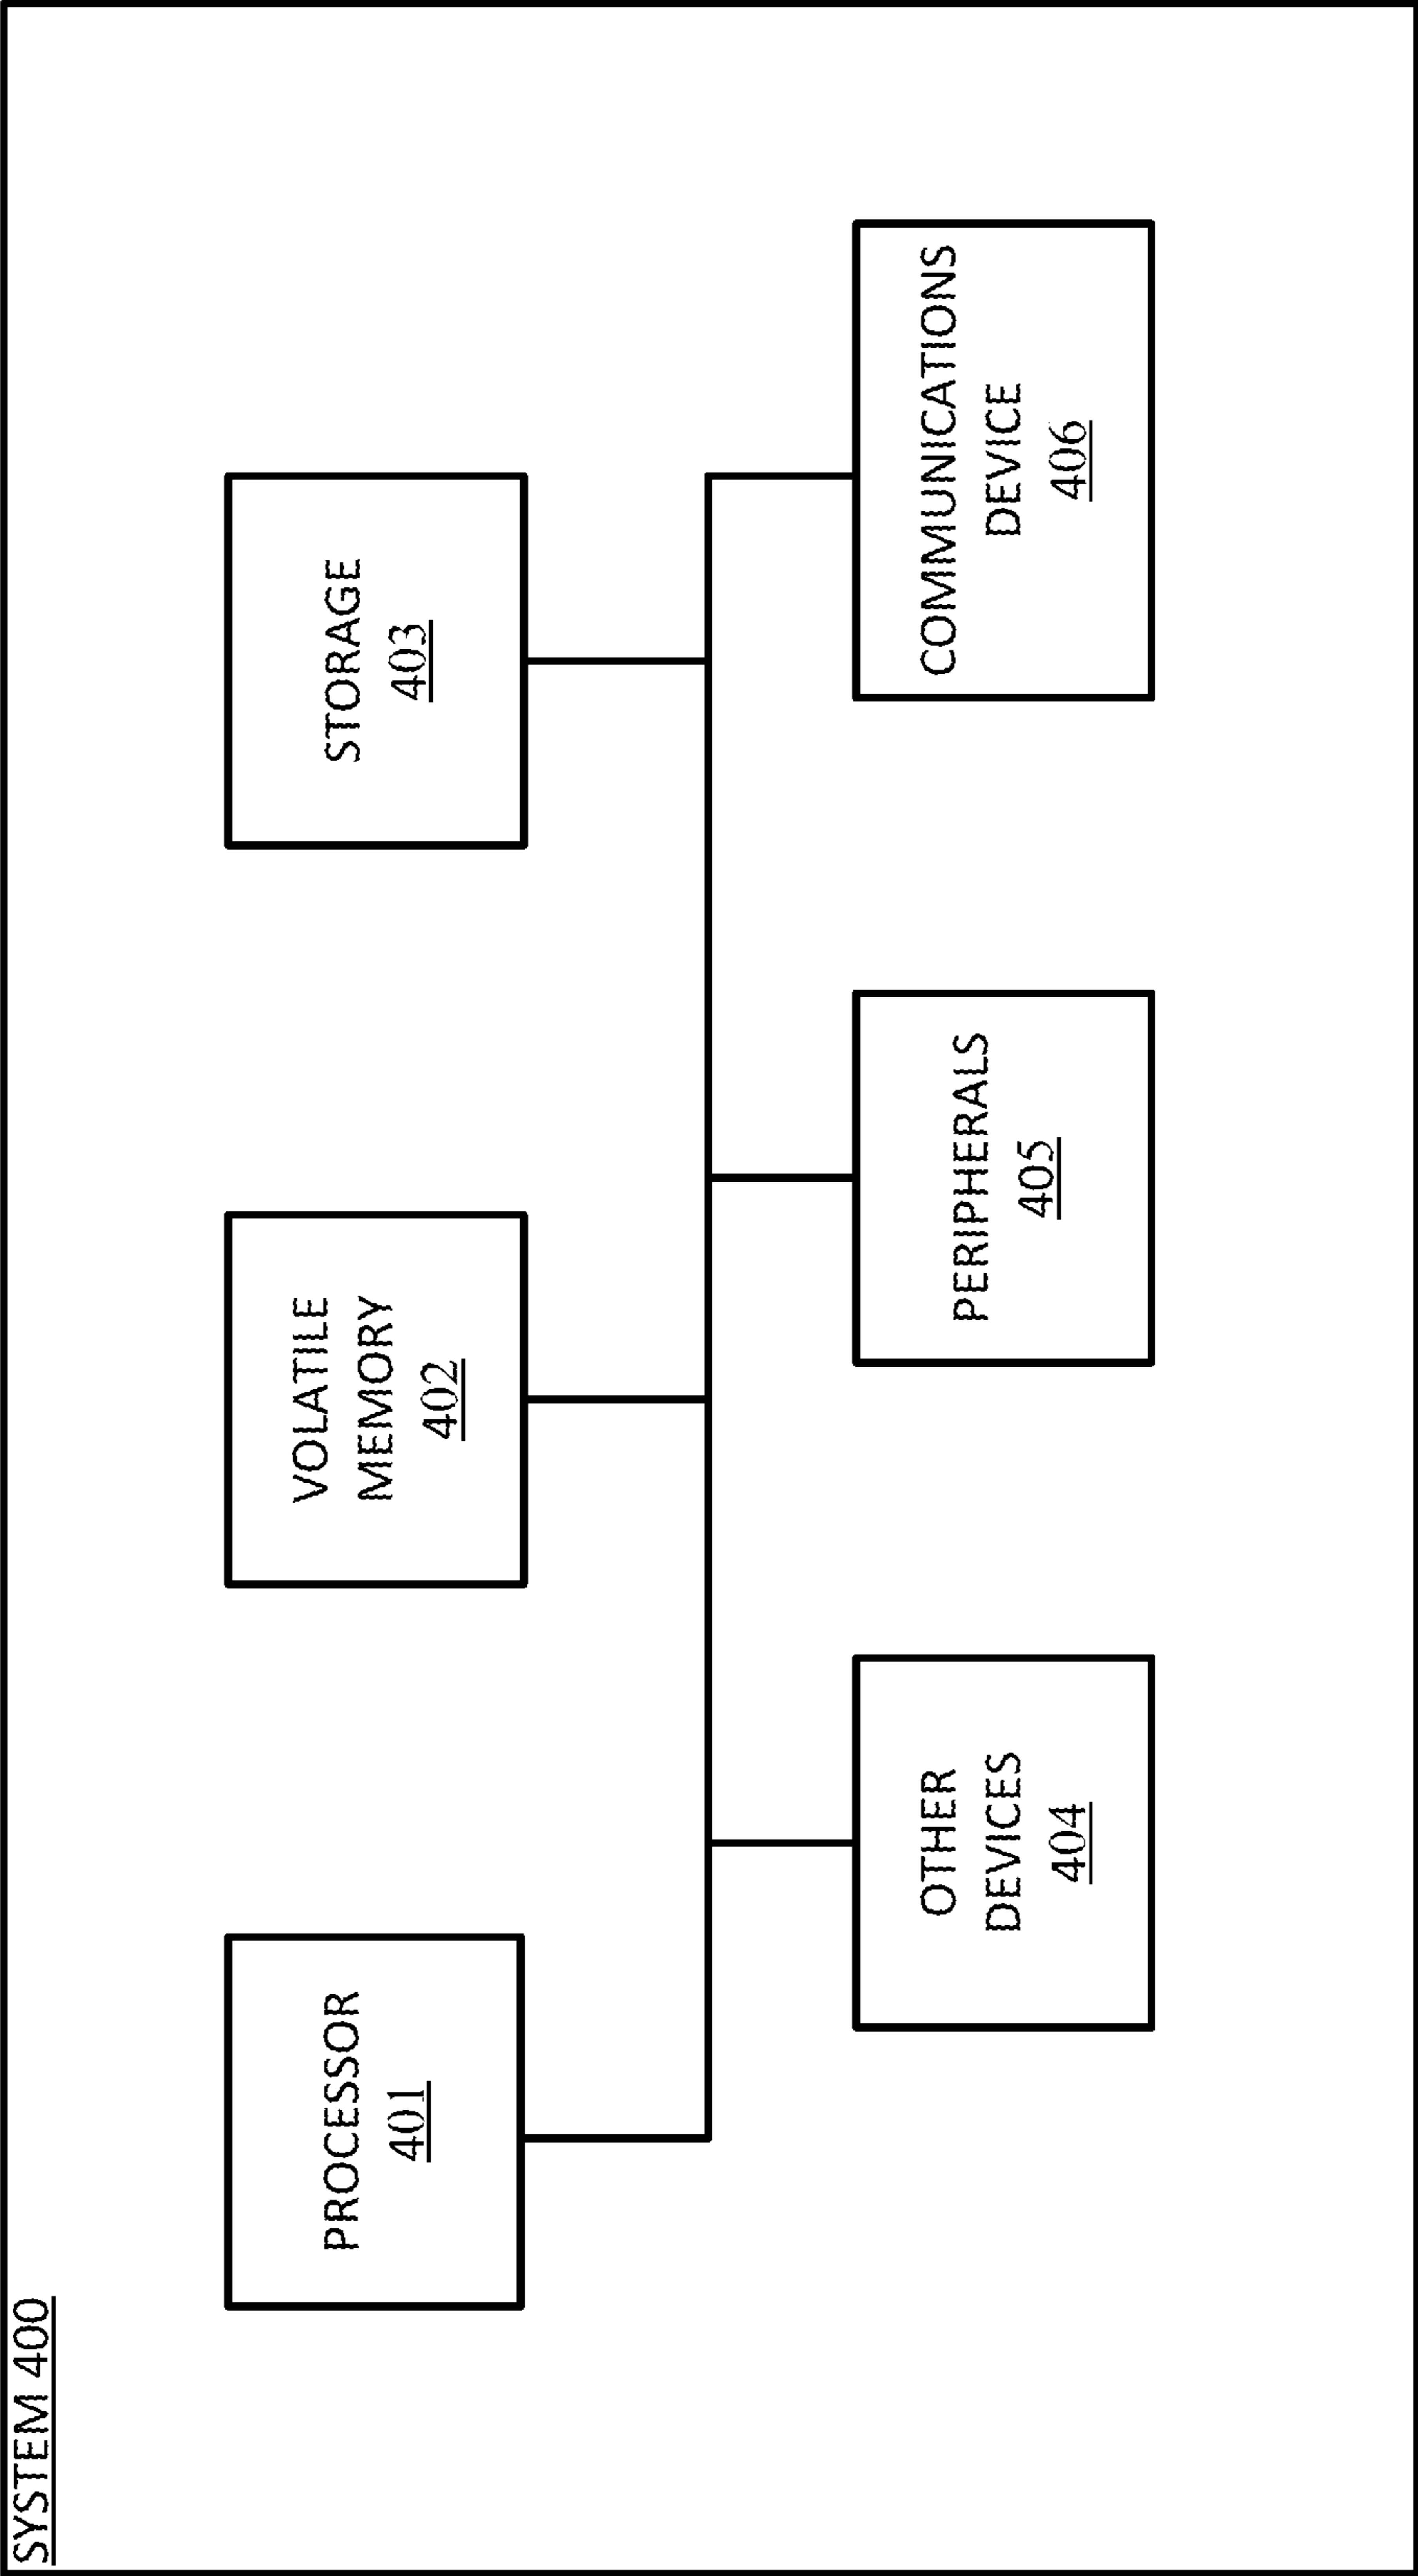 SYSTEM 400
PROCESSOR
401
VOLATILE
MEMORY
402
STORAGE
403
OTHER
DEVICES
404
PERIPHERALS
405
COMMUNICATIONS
DEVICE
406